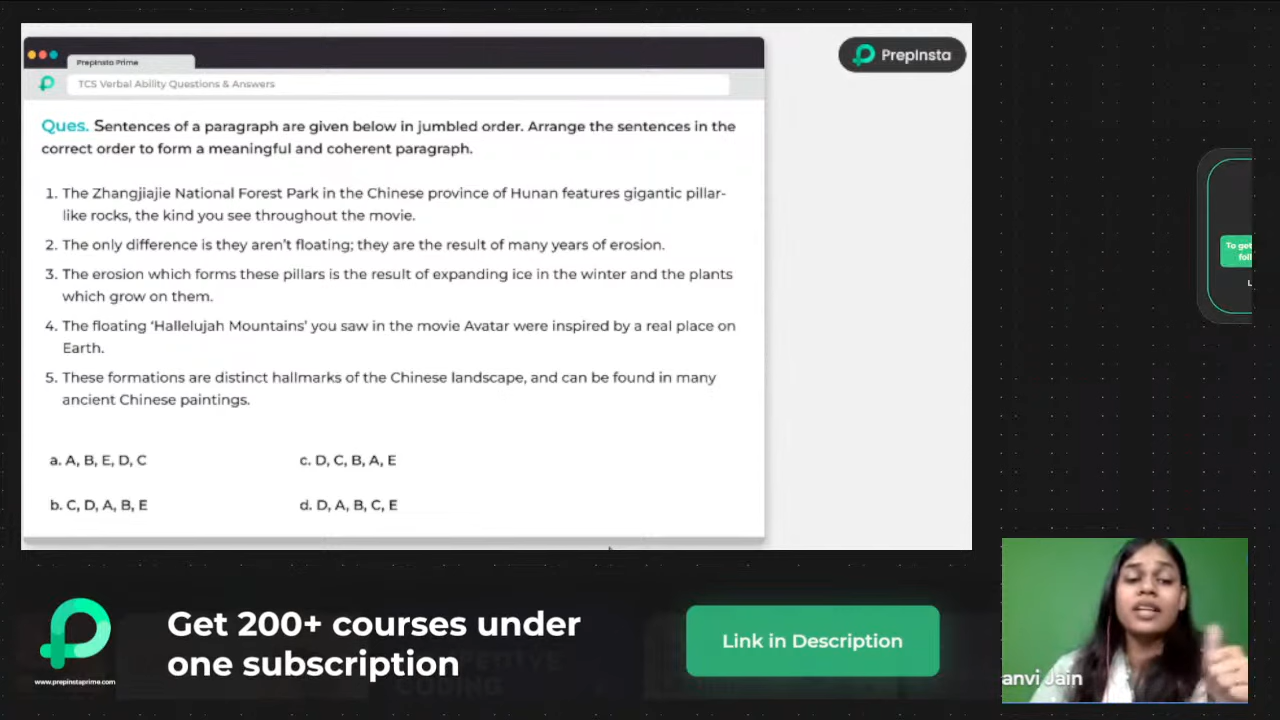 PrepInsta Prime
TCS Verbal Ability Questions & Answers
PrepInsta
Ques. Sentences of a paragraph are given below in jumbled order. Arrange the sentences in the
correct order to form a meaningful and coherent paragraph.
1. The Zhangjiajie National Forest Park in the Chinese province of Hunan features gigantic pillar-
like rocks, the kind you see throughout the movie.
2. The only difference is they aren't floating; they are the result of many years of erosion.
3. The erosion which forms these pillars is the result of expanding ice in the winter and the plants
which grow on them.
4. The floating 'Hallelujah Mountains' you saw in the movie Avatar were inspired by a real place on
Earth.
5. These formations are distinct hallmarks of the Chinese landscape, and can be found in many
ancient Chinese paintings.
a. A, B, E, D, C
c. D, C, B, A, E
b. C, D, A, B, E
d. D, A, B, C, E
To get
foll
L
Get 200+ courses under
one subscription
Link in Description
www.prepinstaprime.com
anvi Jain